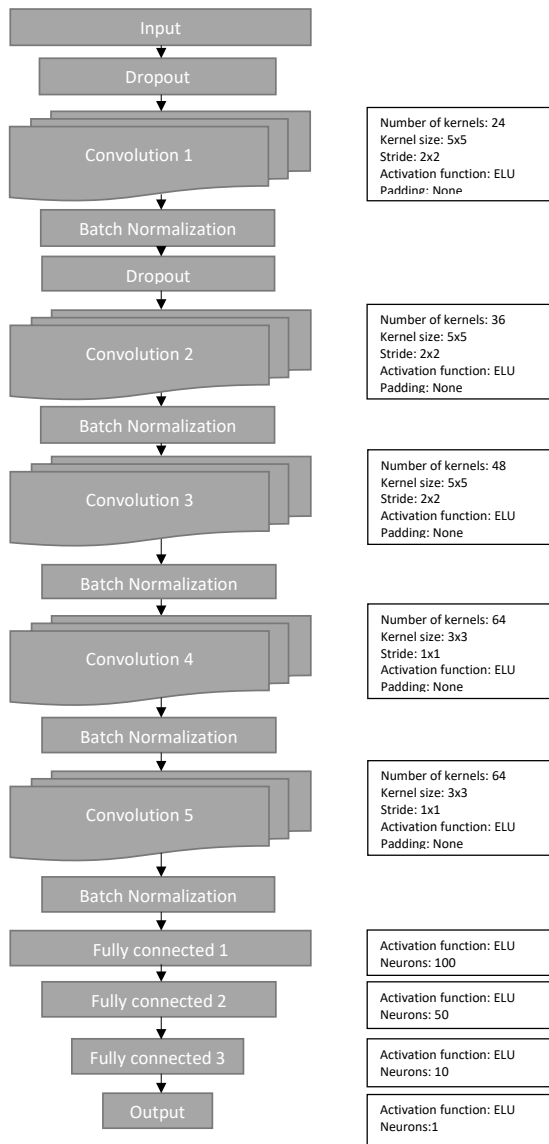 Input
Dropout
Convolution 1
Number of kernels: 24
Kernel size: 5x5
Stride: 2x2
Activation function: ELU
Padding: None
Batch Normalization
Dropout
Convolution 2
Number of kernels: 36
Kernel size: 5x5
Stride: 2x2
Activation function: ELU
Padding: None
Batch Normalization
Convolution 3
Number of kernels: 48
Kernel size: 5x5
Stride: 2x2
Activation function: ELU
Padding: None
Batch Normalization
Convolution 4
Number of kernels: 64
Kernel size: 3x3
Stride: 1x1
Activation function: ELU
Padding: None
Batch Normalization
Convolution 5
Number of kernels: 64
Kernel size: 3x3
Stride: 1x1
Activation function: ELU
Padding: None
Batch Normalization
Fully connected 1
Activation function: ELU
Neurons: 100
Fully connected 2
Activation function: ELU
Neurons: 50
Fully connected 3
Activation function: ELU
Neurons: 10
Output
Activation function: ELU
Neurons:1